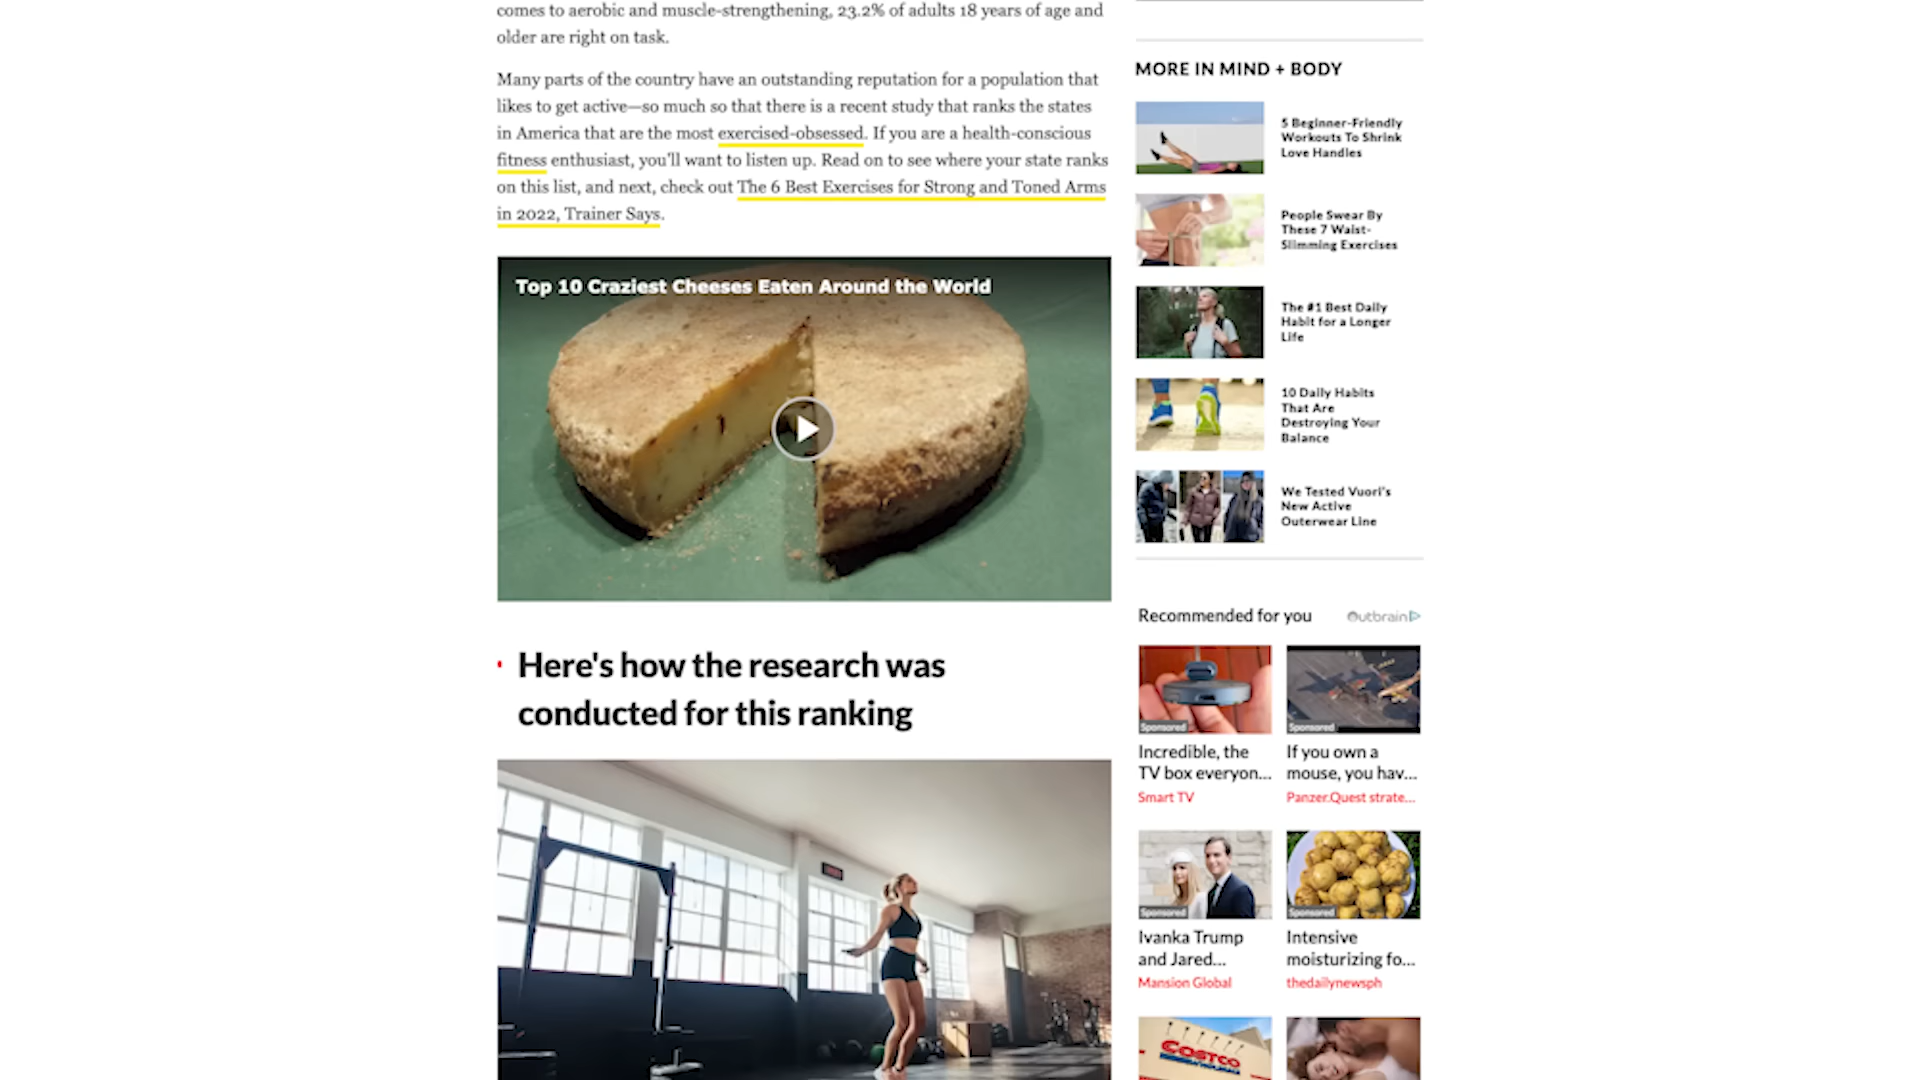 comes to aerobic and muscle-strengthening, 23.2% of adults 18 years of age and
older are right on task.
Many parts of the country have an outstanding reputation for a population that
likes to get active—so much so that there is a recent study that ranks the states
in America that are the most exercised-obsessed. If you are a health-conscious
fitness enthusiast, you'll want to listen up. Read on to see where your state ranks
on this list, and next, check out The 6 Best Exercises for Strong and Toned Arms
in 2022, Trainer Says.
Top 10 Craziest Cheeses Eaten Around the World
Here's how the research was
conducted for this ranking
MORE IN MIND + BODY
5 Beginner-Friendly
Workouts To Shrink
Love Handles
People Swear By
These 7 Waist-
Slimming Exercises
The #1 Best Daily
Habit for a Longer
Life
10 Daily Habits
That Are
Destroying Your
Balance
We Tested Vuori's
New Active
Outerwear Line
Recommended for you
Outbrain
Sponsored
Incredible, the
TV box everyon...
Smart TV
Sponsored
If you own a
mouse, you hav...
Panzer.Quest strate...
Sponsored
Ivanka Trump
and Jared...
Mansion Global
Sponsored
Intensive
moisturizing fo...
thedailynewsph
COSTCO